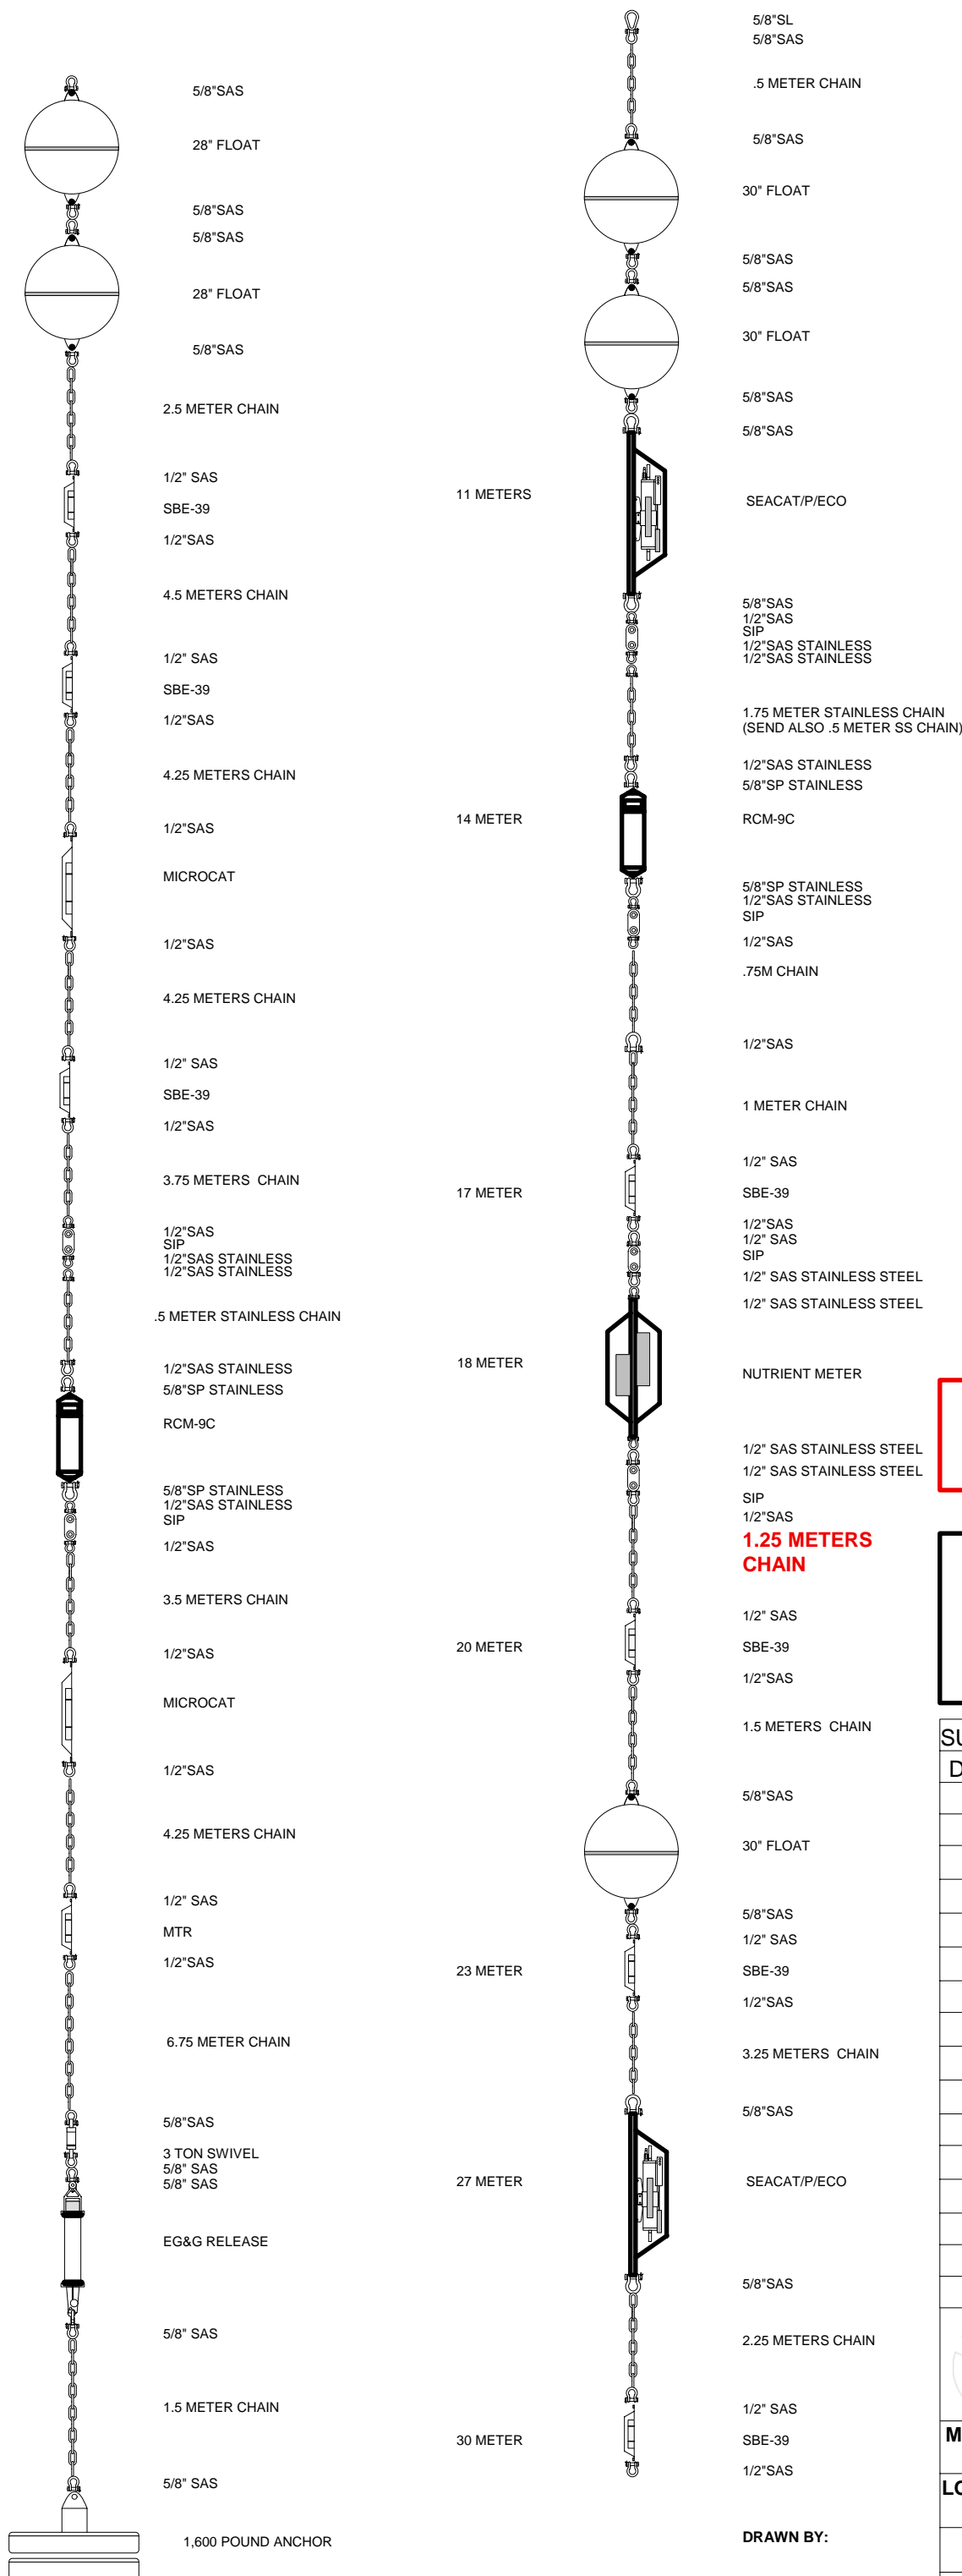 5/8"SAS
28" FLOAT
5/8"SAS
5/8"SAS
28" FLOAT
5/8"SAS
2.5 METER CHAIN
1/2" SAS
SBE-39
1/2"SAS
4.5 METERS CHAIN
1/2" SAS
SBE-39
1/2"SAS
4.25 METERS CHAIN
1/2"SAS
MICROCAT
1/2"SAS
4.25 METERS CHAIN
1/2" SAS
SBE-39
1/2"SAS
3.75 METERS  CHAIN
1/2"SAS
SIP
1/2"SAS STAINLESS
1/2"SAS STAINLESS
.5 METER STAINLESS CHAIN
1/2"SAS STAINLESS
5/8"SP STAINLESS
RCM-9C
5/8"SP STAINLESS
1/2"SAS STAINLESS
SIP
1/2"SAS
3.5 METERS CHAIN
1/2"SAS
MICROCAT
1/2"SAS
4.25 METERS CHAIN
1/2" SAS
MTR
1/2"SAS
6.75 METER CHAIN
5/8"SAS
3 TON SWIVEL
5/8" SAS
5/8" SAS
EG&G RELEASE
5/8" SAS
1.5 METER CHAIN
5/8" SAS
1,600 POUND ANCHOR
5/8"SL
5/8"SAS
.5 METER CHAIN
5/8"SAS
30" FLOAT
5/8"SAS
5/8"SAS
30" FLOAT
5/8"SAS
5/8"SAS
11 METERS
SEACAT/P/ECO
5/8"SAS
1/2"SAS
SIP
1/2"SAS STAINLESS
1/2"SAS STAINLESS
1.75 METER STAINLESS CHAIN
(SEND ALSO .5 METER SS CHAIN)
1/2"SAS STAINLESS
5/8"SP STAINLESS
14 METER
RCM-9C
5/8"SP STAINLESS
1/2"SAS STAINLESS
SIP
1/2"SAS
.75M CHAIN
1/2"SAS
1 METER CHAIN
1/2" SAS
17 METER
SBE-39
1/2"SAS
1/2" SAS
SIP
1/2" SAS STAINLESS STEEL
1/2" SAS STAINLESS STEEL
18 METER
NUTRIENT METER
1/2" SAS STAINLESS STEEL
1/2" SAS STAINLESS STEEL
SIP
1/2"SAS
1.25 METERS
CHAIN
1/2" SAS
20 METER
SBE-39
1/2"SAS
1.5 METERS  CHAIN
5/8"SAS
30" FLOAT
5/8"SAS
1/2" SAS
23 METER
SBE-39
1/2"SAS
3.25 METERS  CHAIN
5/8"SAS
27 METER
SEACAT/P/ECO
5/8"SAS
2.25 METERS CHAIN
1/2" SAS
30 METER
SBE-39
1/2"SAS
DRAWN BY: